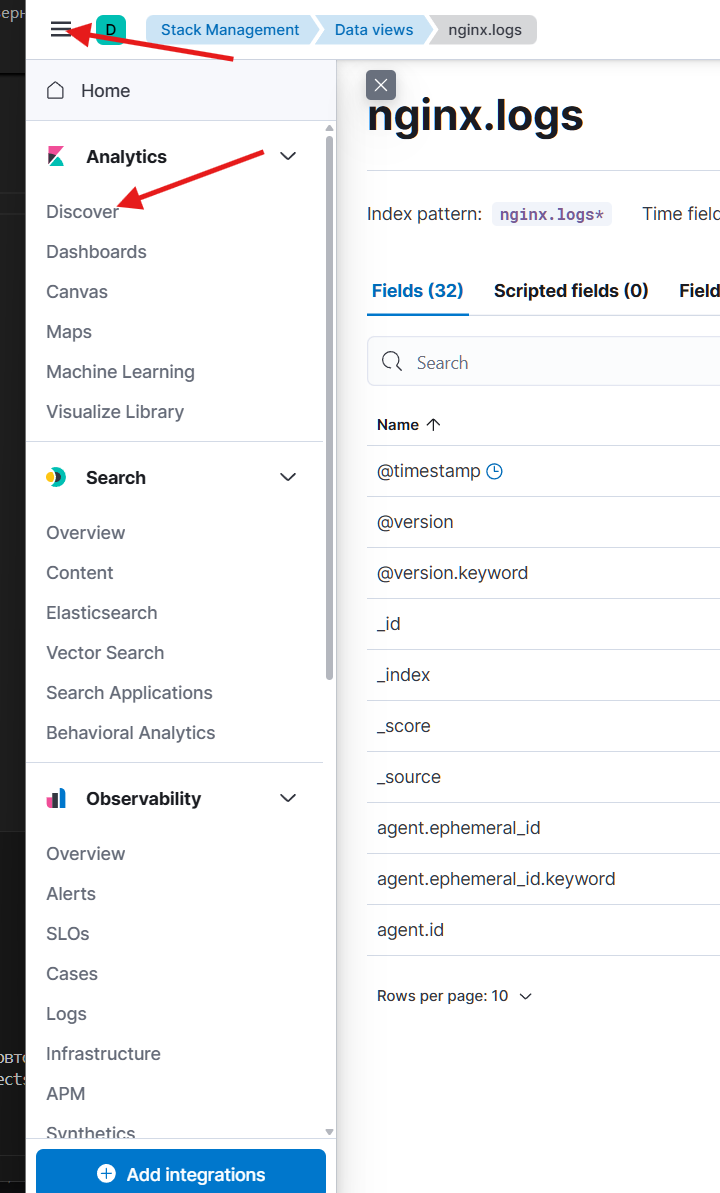 D
Stack Management
Data views
nginx.logs
Home
nginx.logs
Analytics
Discover
Index pattern: nginx.logs* Time field
Dashboards
Canvas
Fields (32) Scripted fields (0) Field
Maps
Machine Learning
Search
Visualize Library
Name
@timestamp
Search
@version
Overview
Content
@version.keyword
Elasticsearch
_id
Vector Search
_index
Search Applications
_score
Behavioral Analytics
_source
Observability
agent.ephemeral_id
Overview
agent.ephemeral_id.keyword
Alerts
SLOs
agent.id
Cases
Rows per page: 10
Logs
Infrastructure
APM
Synthetics
Add integrations